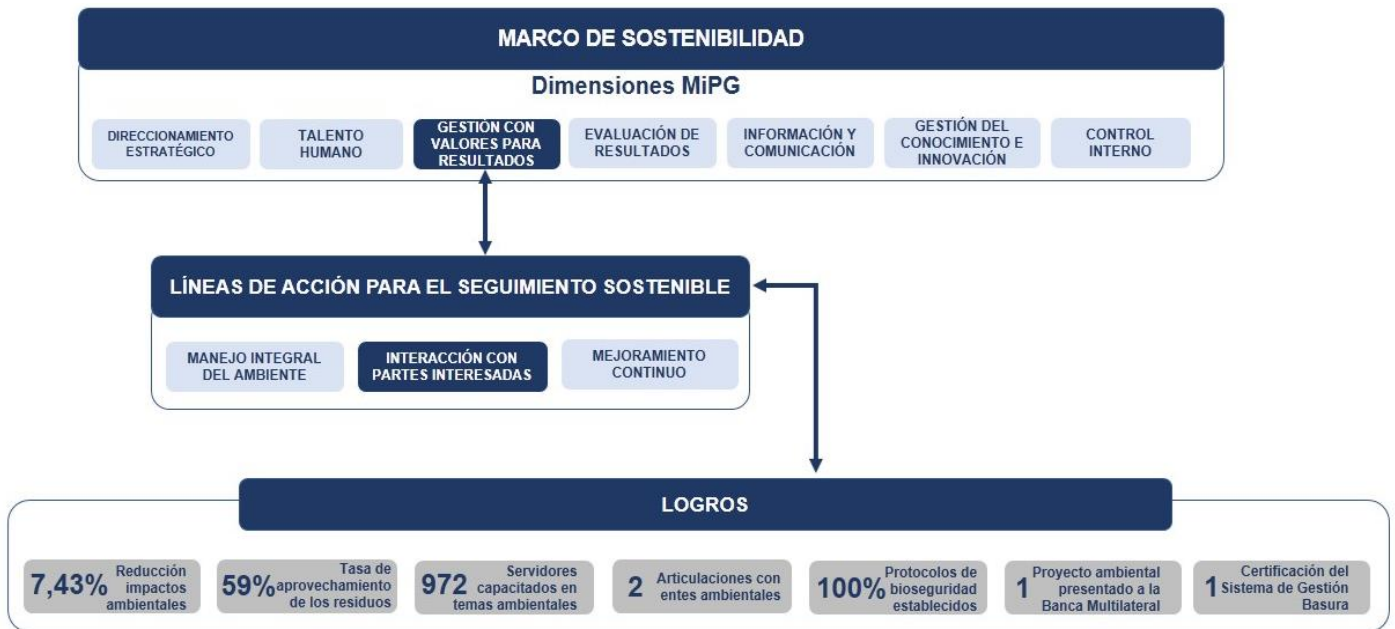 MARCO DE SOSTENIBILIDAD
Dimensiones MiPG
DIRECCIONAMIENTO
ESTRATÉGICO
TALENTO
HUMANO
GESTIÓN CON
VALORES PARA
RESULTADOS
EVALUACIÓN DE
RESULTADOS
INFORMACIÓN Y
COMUNICACIÓN
GESTIÓN DEL
CONOCIMIENTO E
INNOVACIÓN
CONTROL
INTERNO
LÍNEAS DE ACCIÓN PARA EL SEGUIMIENTO SOSTENIBLE
MANEJO INTEGRAL
DEL AMBIENTE
INTERACCIÓN CON
PARTES INTERESADAS
MEJORAMIENTO
CONTINUO
LOGROS
7,43%
Reducción
impactos
ambientales
59%
Tasa de
aprovechamiento
de los residuos
972
Servidores
capacitados en
temas ambientales
2
Articulaciones con
entes ambientales
100%
Protocolos de
bioseguridad
establecidos
1
Proyecto ambiental
presentado a la
Banca Multilateral
1
Certificación del
Sistema de Gestión
Basura